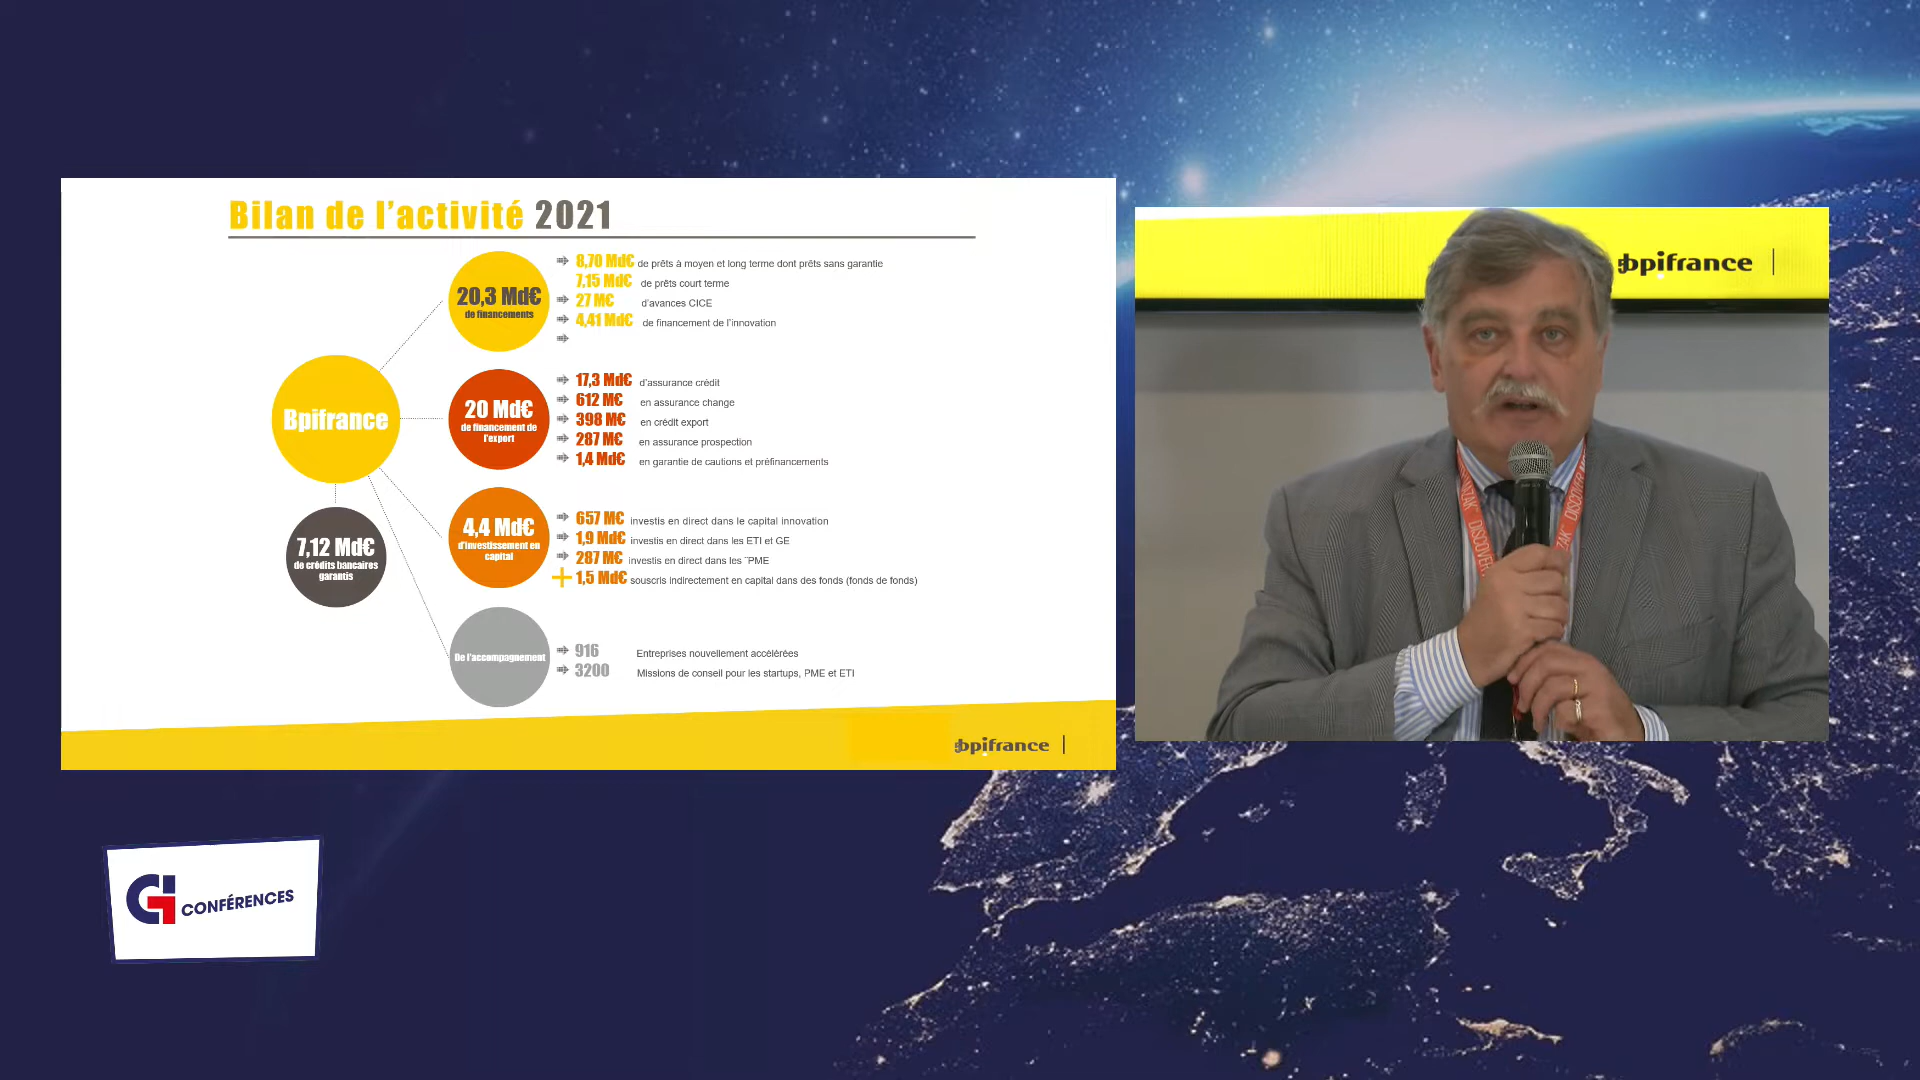 Bilan de l'activité 2021
20,3 Md€
de financements
8,70 Md€ de prêts à moyen et long terme dont prêts sans garantie
7,15 Md€ de prêts court terme
27 M€ d'avances CICE
4,41 Md€ de financement de l'innovation
20 Md€
de financement de
l'export
17,3 Md€ d'assurance crédit
612 M€ en assurance change
398 M€ en crédit export
287 M€ en assurance prospection
1,4 Md€ en garantie de cautions et préfinancements
Bpifrance
4,4 Md€
d'investissement en
capital
657 M€ investis en direct dans le capital innovation
1,9 Md€ investis en direct dans les ETI et GE
287 M€ investis en direct dans les ¨PME
+ 1,5 Md€ souscris indirectement en capital dans des fonds (fonds de fonds)
7,12 Md€
de crédits bancaires
garantis
De l'accompagnement
916 Entreprises nouvellement accélérées
3200 Missions de conseil pour les startups, PME et ETI
bpifrance
bpifrance
DISCOVER
DISCOVER
GI CONFÉRENCES